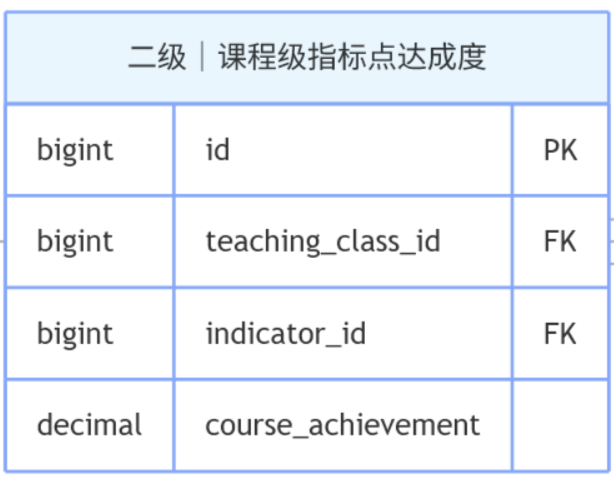 二级｜课程级指标点达成度
bigint id PK
bigint teaching_class_id FK
bigint indicator_id FK
decimal course_achievement